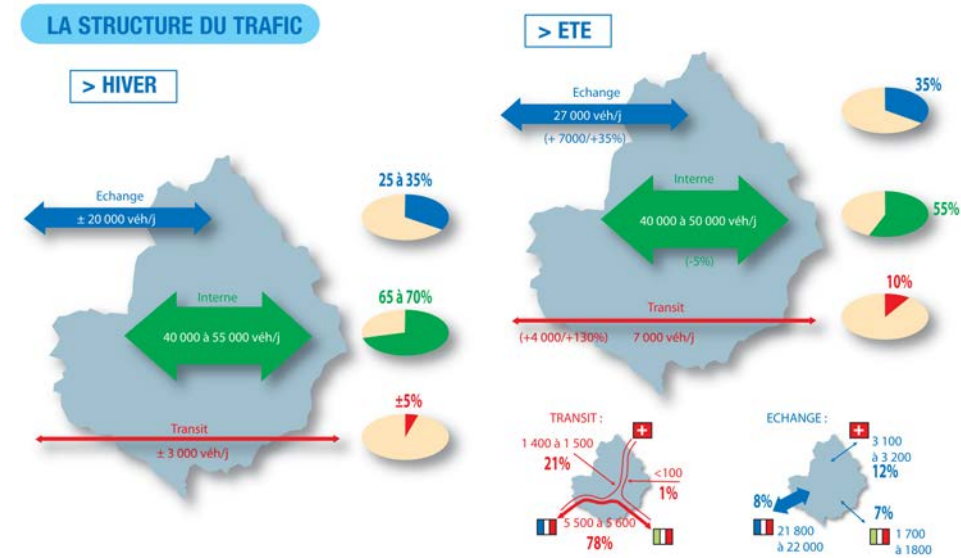 LA STRUCTURE DU TRAFIC
> HIVER
Echange
± 20 000 véh/j
25 à 35%
Interne
40 000 à 55 000 véh/j
65 à 70%
Transit
± 3 000 véh/j
±5%
> ETE
Echange
27 000 véh/j
(+ 7000/+35%)
35%
Interne
40 000 à 50 000 véh/j
(-5%)
55%
Transit
(+4 000/+130%) 7 000 véh/j
10%
TRANSIT :
1 400 à 1 500
21%
<100
1%
5 500 à 5 600
78%
ECHANGE :
3 100
à 3 200
12%
8%
21 800
à 22 000
7%
1 700
à 1800